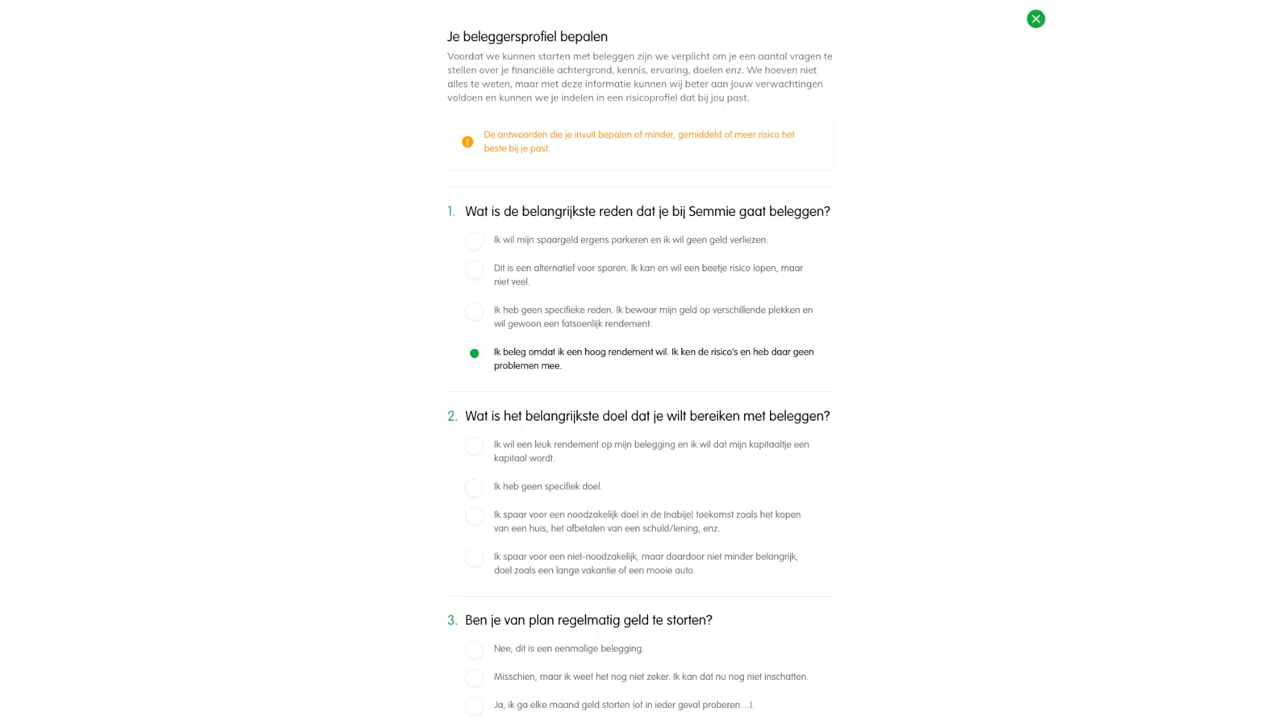 Je beleggersprofiel bepalen
Voordat we kunnen starten met beleggen zijn we verplicht om je een aantal vragen te
stellen over je financiële achtergrond, kennis, ervaring, doelen enz. We hoeven niet
alles te weten, maar met deze informatie kunnen wij beter aan jouw verwachtingen
voldoen en kunnen we je indelen in een risicoprofiel dat bij jou past.
De antwoorden die je invult bepalen of minder, gemiddeld of meer risico het
beste bij je past.
1. Wat is de belangrijkste reden dat je bij Semmie gaat beleggen?
Ik wil mijn spaargeld ergens parkeren en ik wil geen geld verliezen.
Dit is een alternatief voor sparen. Ik kan en wil een beetje risico lopen, maar
niet veel.
Ik heb geen specifieke reden. Ik bewaar mijn geld op verschillende plekken en
wil gewoon een fatsoenlijk rendement.
Ik beleg omdat ik een hoog rendement wil. Ik ken de risico's en heb daar geen
problemen mee.
2. Wat is het belangrijkste doel dat je wilt bereiken met beleggen?
Ik wil een leuk rendement op mijn belegging en ik wil dat mijn kapitaaltje een
kapitaal wordt.
Ik heb geen specifiek doel.
Ik spaar voor een noodzakelijk doel in de (nabije) toekomst zoals het kopen
van een huis, het afbetalen van een schuld/lening, enz.
Ik spaar voor een niet-noodzakelijk, maar daardoor niet minder belangrijk,
doel zoals een lange vakantie of een mooie auto.
3. Ben je van plan regelmatig geld te storten?
Nee, dit is een eenmalige belegging.
Misschien, maar ik weet het nog niet zeker. Ik kan dat nu nog niet inschatten.
Ja, ik ga elke maand geld storten (of in ieder geval proberen...).